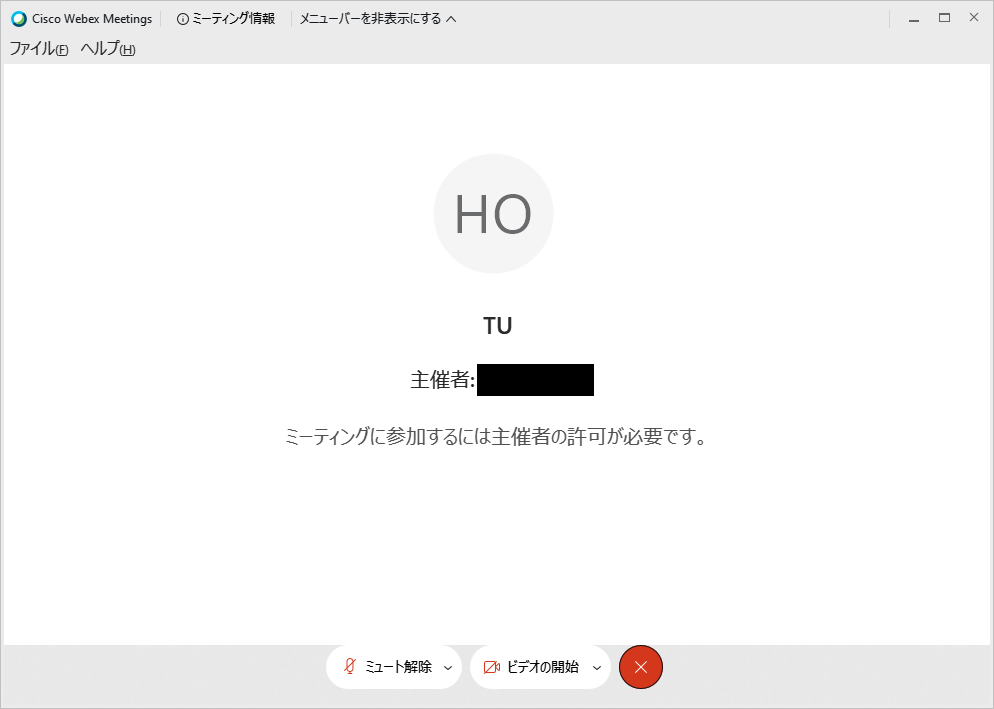 Cisco Webex Meetings ミーティング情報 メニューバーを非表示にする
ファイル(F) ヘルプ(H)
HO
TU
主催者:
ミーティングに参加するには主催者の許可が必要です。
ミュート解除 ビデオの開始